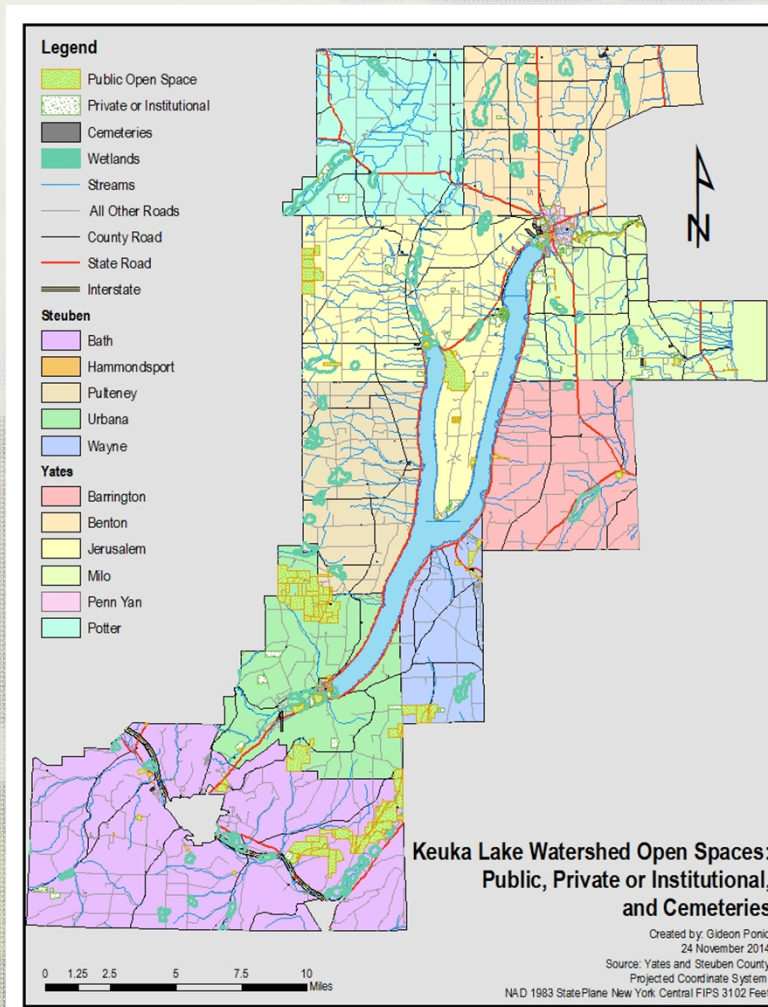 Legend
Public Open Space
Private or Institutional
Cemeteries
Wetlands
Streams
All Other Roads
County Road
State Road
Interstate
Steuben
Bath
Hammondsport
Pulteney
Urbana
Wayne
Yates
Barrington
Benton
Jerusalem
Milo
Penn Yan
Potter
N
Keuka Lake Watershed Open Spaces:
Public, Private or Institutional,
and Cemeteries
Created by: Gideon
24 November 2014
Source: Yates and Steuben County
Projected Coordinate System
NAD 1983 StatePlane New York Central FIPS 3102 Feet
0 1.25 2.5 5 7.5 10
Miles